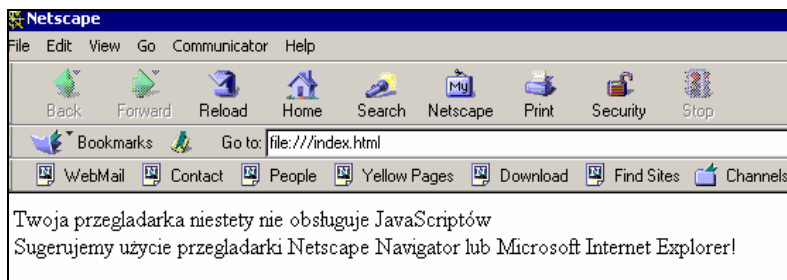 Netscape
File Edit View Go Communicator Help
My
Back Forward Reload Home Search Netscape Print Security Stop
Bookmarks Go to: file:///index.html
WebMail Contact People Yellow Pages Download Find Sites Channels
Twoja przegladarka niestety nie obsługuje JavaScriptów
Sugerujemy użycie przegladarki Netscape Navigator lub Microsoft Internet Explorer!